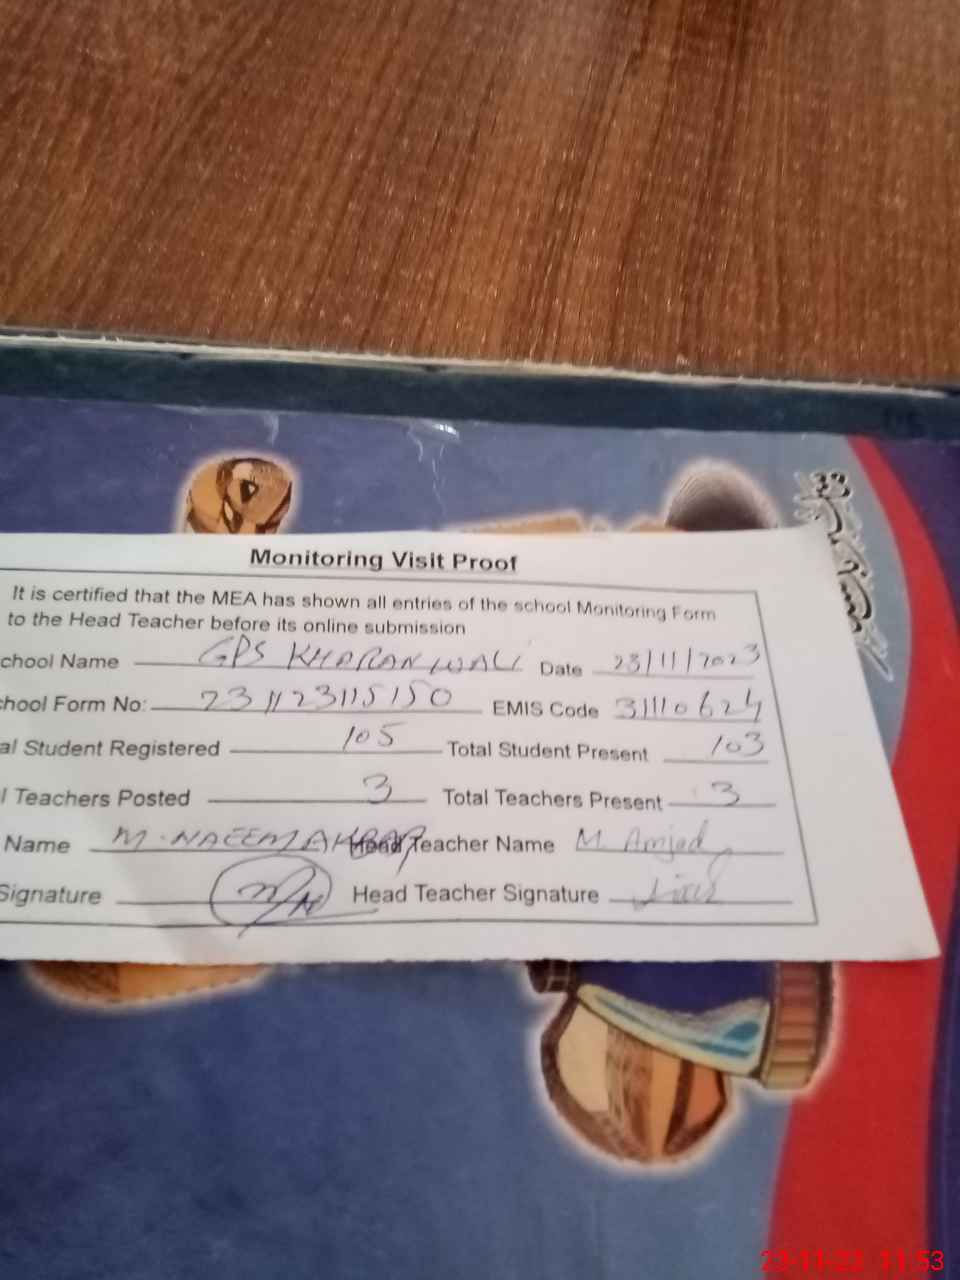 Monitoring Visit Proof
It is certified that the MEA has shown all entries of the school Monitoring Form
to the Head Teacher before its online submission
chool Name GPS KHARAN WALI Date 23/11/2023
hool Form No: 231123115150 EMIS Code 31110624
al Student Registered 105 Total Student Present 103
l Teachers Posted 3 Total Teachers Present 3
Name M. NAEEM AKBAR Head Teacher Name M. Amjad
Signature Head Teacher Signature
23-11-23 11:53